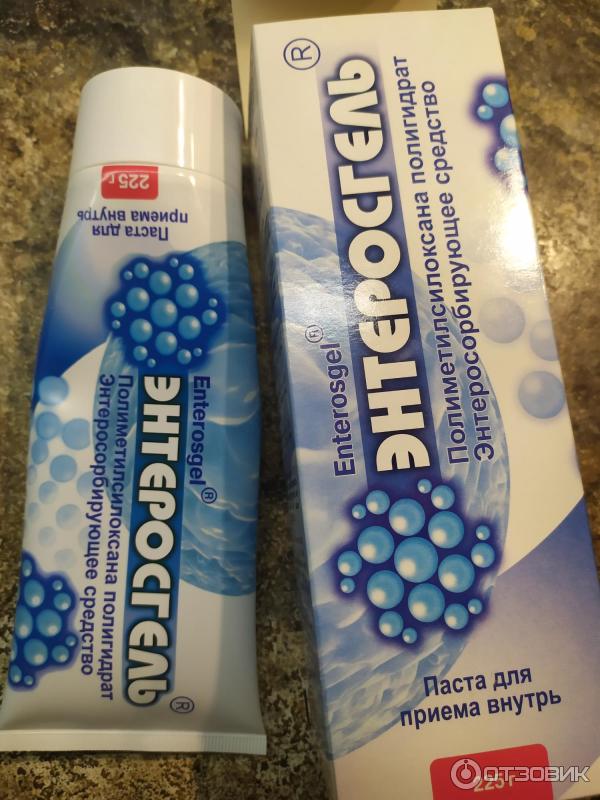 225 г
Паста для
приема внутрь
Enterosgel®
ЭНТЕРОСГЕЛЬ®
Полиметилсилоксана полигидрат
Энтеросорбирующее средство
Enterosgel®
ЭНТЕРОСГЕЛЬ®
Полиметилсилоксана полигидрат
Энтеросорбирующее средство
Паста для
приема внутрь
225 г
ОТЗОВИК